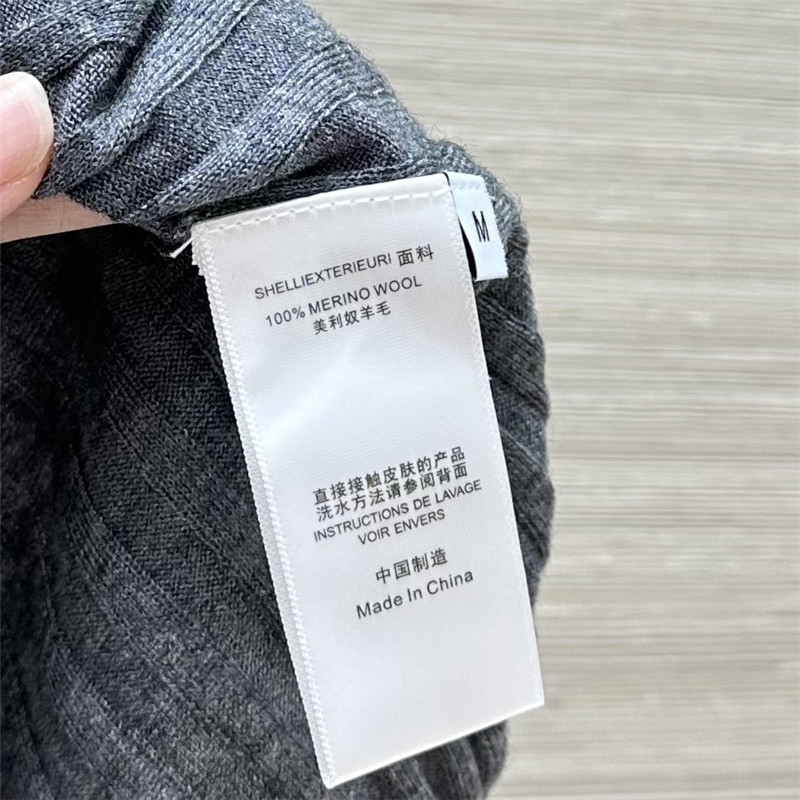 M
SHELLIEXTERIEURI 面料
100% MERINO WOOL
美利奴羊毛
直接接触皮肤的产品
洗水方法请参阅背面
INSTRUCTIONS DE LAVAGE
VOIR ENVERS
中国制造
Made In China